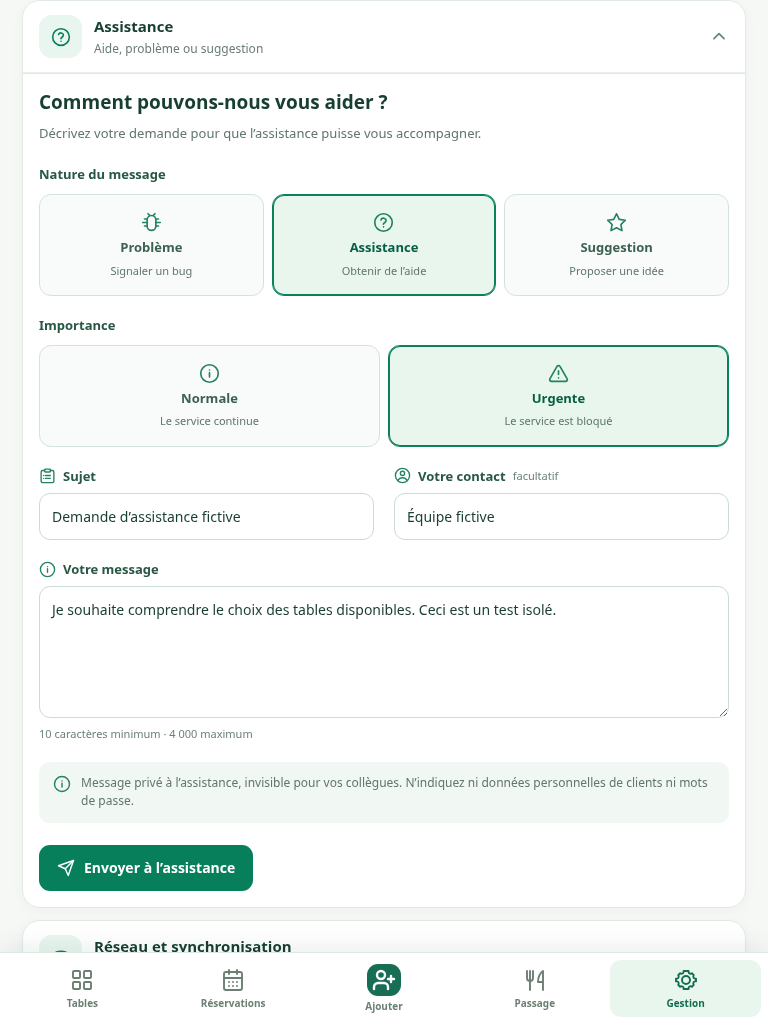 Assistance
Aide, problème ou suggestion
Comment pouvons-nous vous aider ?
Décrivez votre demande pour que l’assistance puisse vous accompagner.
Nature du message
Problème
Signaler un bug
Assistance
Obtenir de l’aide
Suggestion
Proposer une idée
Importance
Normale
Le service continue
Urgente
Le service est bloqué
Sujet
Votre contact facultatif
Demande d’assistance fictive
Équipe fictive
Votre message
Je souhaite comprendre le choix des tables disponibles. Ceci est un test isolé.
10 caractères minimum · 4 000 maximum
Message privé à l’assistance, invisible pour vos collègues. N’indiquez ni données personnelles de clients ni mots
de passe.
Envoyer à l’assistance
Réseau et synchronisation
Tables
Réservations
Ajouter
Passage
Gestion